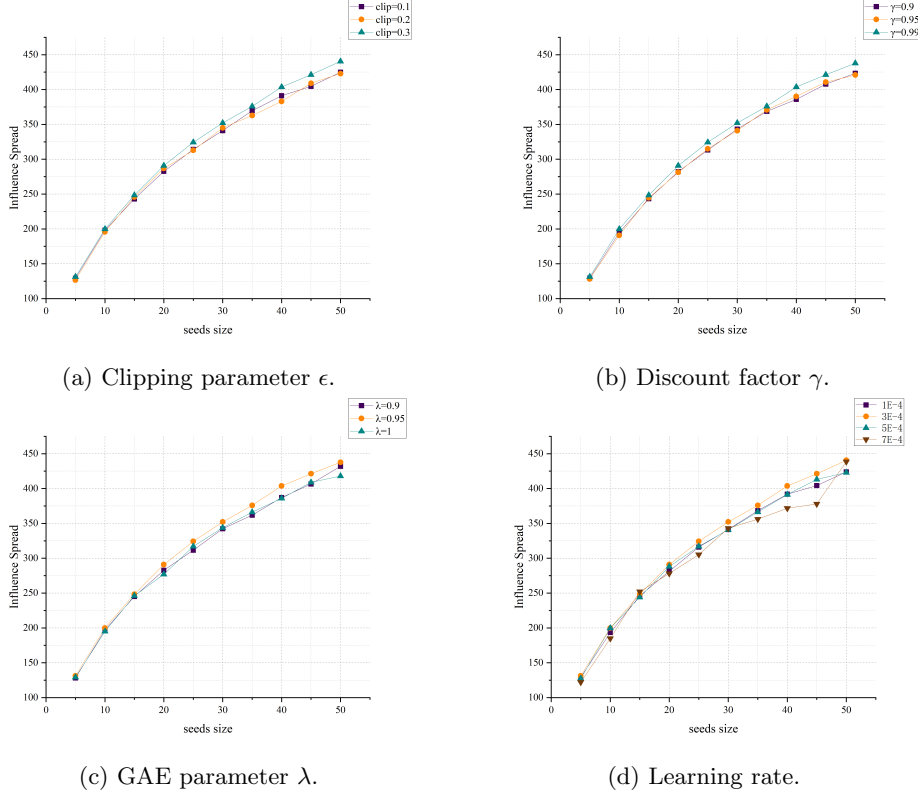 clip=0.1
clip=0.2
clip=0.3
450
400
350
300
250
200
150
100
0 10 20 30 40 50
Influence Spread
seeds size
(a) Clipping parameter ϵ.
γ=0.9
γ=0.95
γ=0.99
450
400
350
300
250
200
150
100
0 10 20 30 40 50
Influence Spread
seeds size
(b) Discount factor γ.
λ=0.9
λ=0.95
λ=1
450
400
350
300
250
200
150
100
0 10 20 30 40 50
Influence Spread
seeds size
(c) GAE parameter λ.
1E-4
3E-4
5E-4
7E-4
450
400
350
300
250
200
150
100
0 10 20 30 40 50
Influence Spread
seeds size
(d) Learning rate.